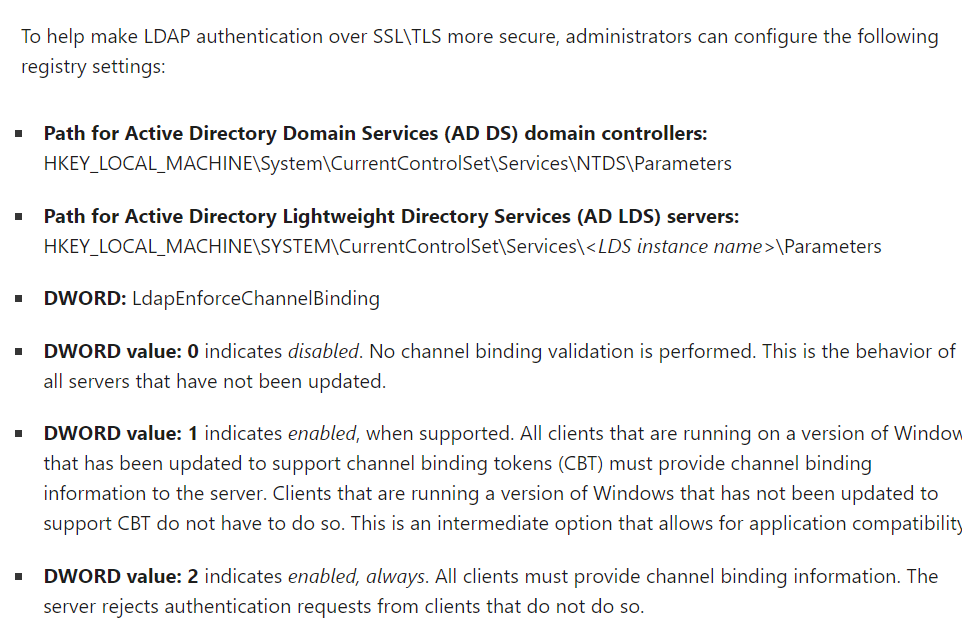 To help make LDAP authentication over SSL\TLS more secure, administrators can configure the following
registry settings:
▪ Path for Active Directory Domain Services (AD DS) domain controllers:
HKEY_LOCAL_MACHINE\System\CurrentControlSet\Services\NTDS\Parameters
▪ Path for Active Directory Lightweight Directory Services (AD LDS) servers:
HKEY_LOCAL_MACHINE\SYSTEM\CurrentControlSet\Services\<LDS instance name>\Parameters
▪ DWORD: LdapEnforceChannelBinding
▪ DWORD value: 0 indicates disabled. No channel binding validation is performed. This is the behavior of
all servers that have not been updated.
▪ DWORD value: 1 indicates enabled, when supported. All clients that are running on a version of Window
that has been updated to support channel binding tokens (CBT) must provide channel binding
information to the server. Clients that are running a version of Windows that has not been updated to
support CBT do not have to do so. This is an intermediate option that allows for application compatibility
▪ DWORD value: 2 indicates enabled, always. All clients must provide channel binding information. The
server rejects authentication requests from clients that do not do so.